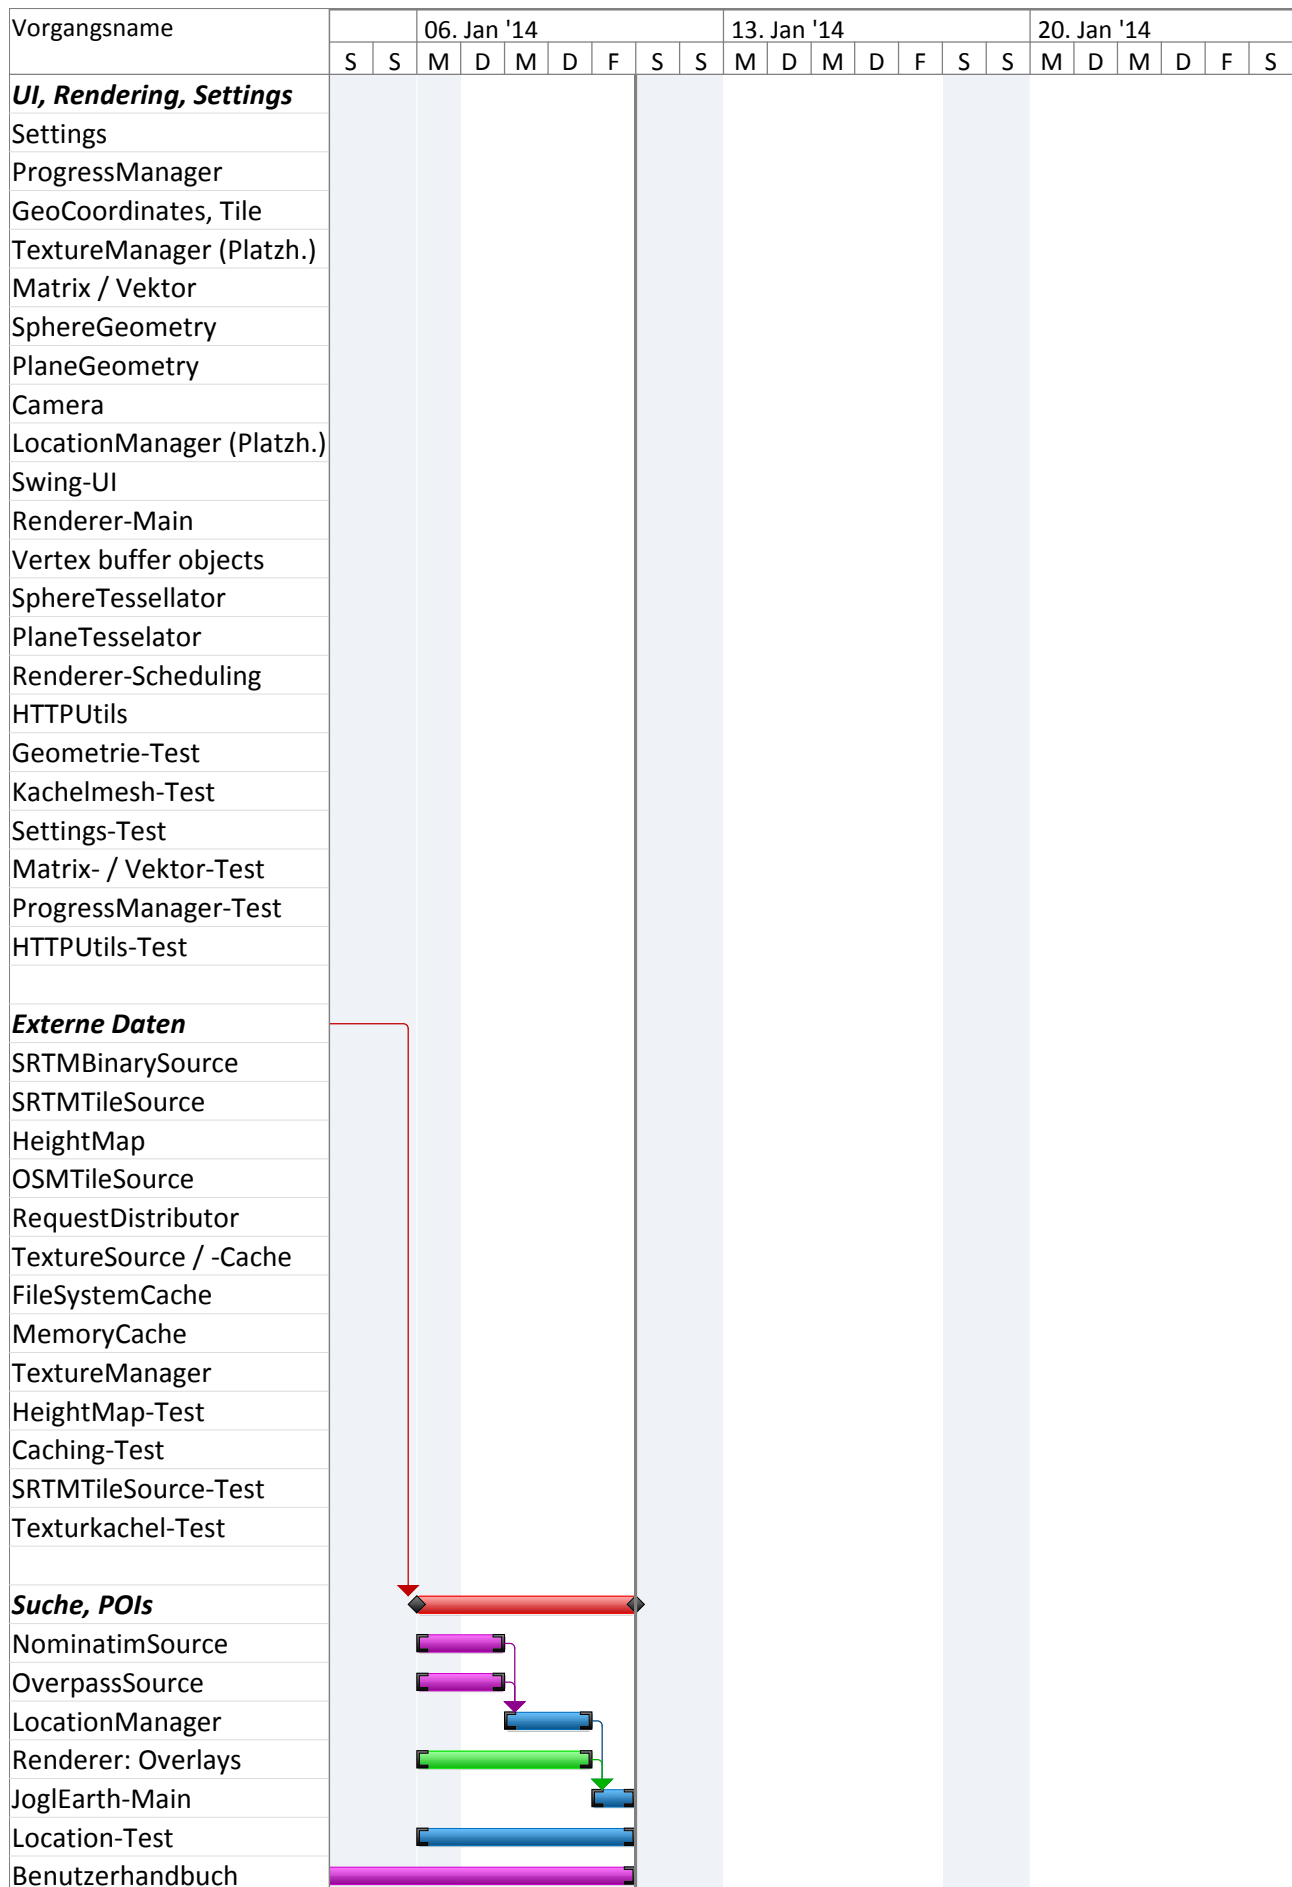 Vorgangsname
06. Jan '14 13. Jan '14 20. Jan '14
S S M D M D F S S M D M D F S S M D M D F S
UI, Rendering, Settings
Settings
ProgressManager
GeoCoordinates, Tile
TextureManager (Platzh.)
Matrix / Vektor
SphereGeometry
PlaneGeometry
Camera
LocationManager (Platzh.)
Swing-UI
Renderer-Main
Vertex buffer objects
SphereTessellator
PlaneTesselator
Renderer-Scheduling
HTTPUtils
Geometrie-Test
Kachelmesh-Test
Settings-Test
Matrix- / Vektor-Test
ProgressManager-Test
HTTPUtils-Test
Externe Daten
SRTMBinarySource
SRTMTileSource
HeightMap
OSMTileSource
RequestDistributor
TextureSource / -Cache
FileSystemCache
MemoryCache
TextureManager
HeightMap-Test
Caching-Test
SRTMTileSource-Test
Texturkachel-Test
Suche, POIs
NominatimSource
OverpassSource
LocationManager
Renderer: Overlays
JoglEarth-Main
Location-Test
Benutzerhandbuch